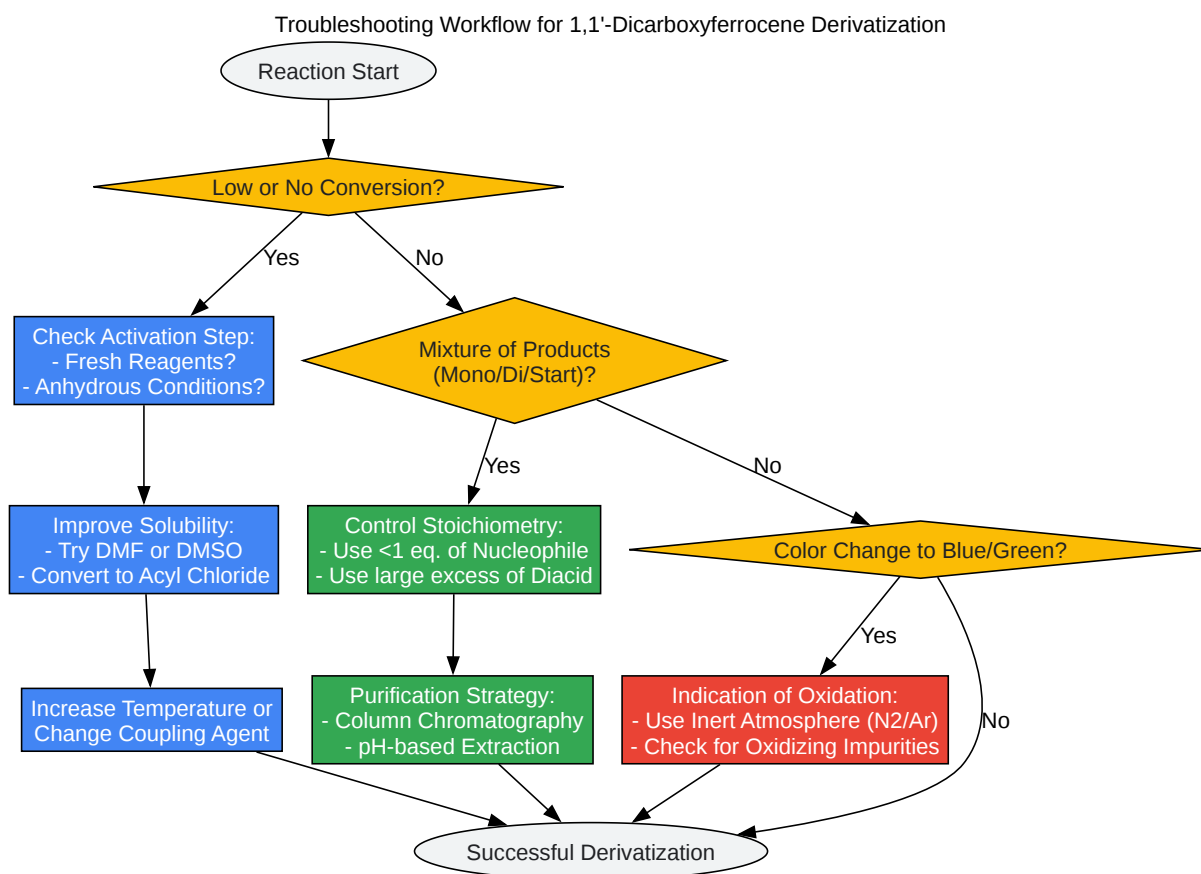 Troubleshooting Workflow for 1,1'-Dicarboxyferrocene Derivatization
Reaction Start
Low or No Conversion?
Yes
No
Check Activation Step:
- Fresh Reagents?
- Anhydrous Conditions?
Mixture of Products
(Mono/Di/Start)?
Yes
No
Improve Solubility:
- Try DMF or DMSO
- Convert to Acyl Chloride
Control Stoichiometry:
- Use <1 eq. of Nucleophile
- Use large excess of Diacid
Color Change to Blue/Green?
Yes
No
Increase Temperature or
Change Coupling Agent
Purification Strategy:
- Column Chromatography
- pH-based Extraction
Indication of Oxidation:
- Use Inert Atmosphere (N2/Ar)
- Check for Oxidizing Impurities
Successful Derivatization